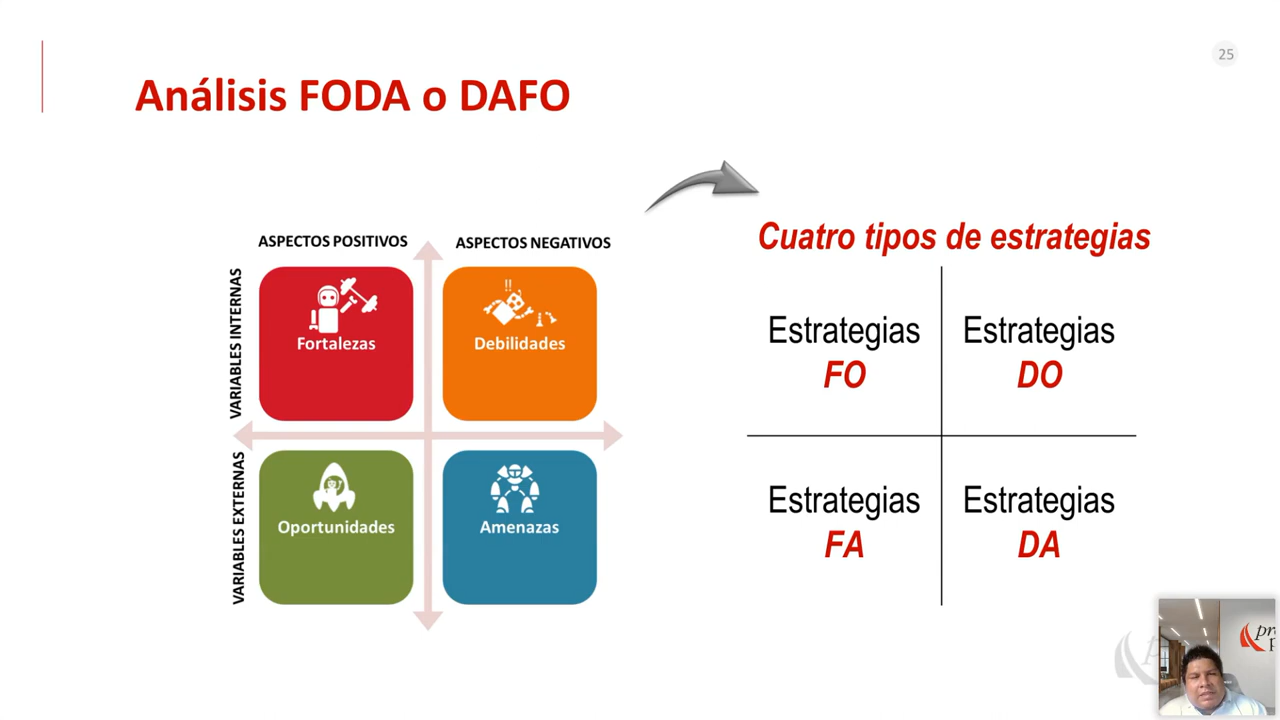 25
Análisis FODA o DAFO
ASPECTOS POSITIVOS
ASPECTOS NEGATIVOS
VARIABLES INTERNAS
!!
Fortalezas
Debilidades
VARIABLES EXTERNAS
Oportunidades
Amenazas
Cuatro tipos de estrategias
Estrategias
FO
Estrategias
DO
Estrategias
FA
Estrategias
DA